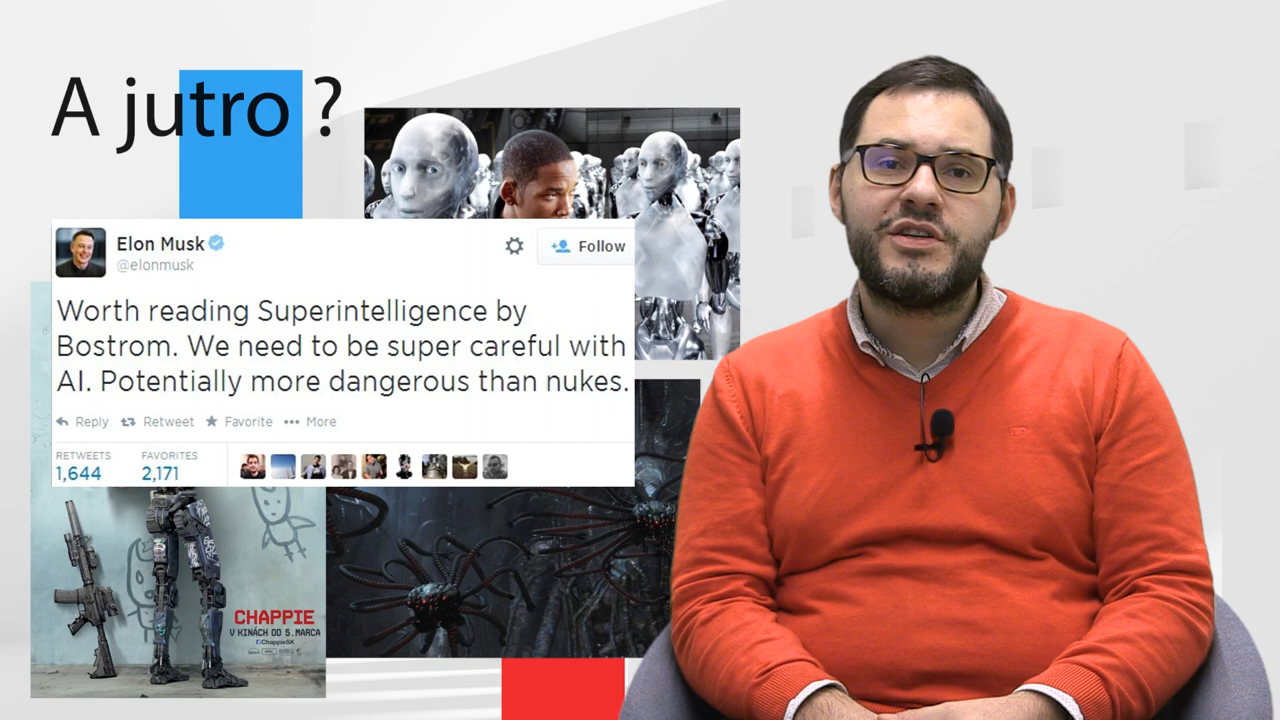 A jutro ?
Elon Musk
@elonmusk
Follow
Worth reading Superintelligence by
Bostrom. We need to be super careful with
AI. Potentially more dangerous than nukes.
Reply Retweet Favorite More
RETWEETS FAVORITES
1,644 2,171
CHAPPIE
V KINÁCH OD 5. MARCA
ChappieSK